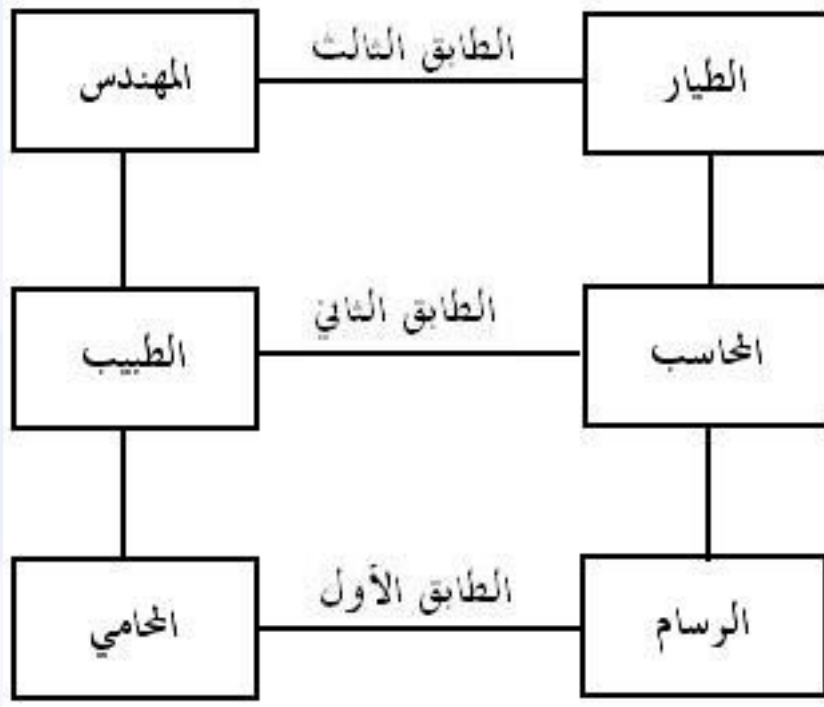 الطيار
الطابق الثالث
المهندس
المحاسب
الطابق الثاني
الطبيب
الرسام
الطابق الأول
المحامي